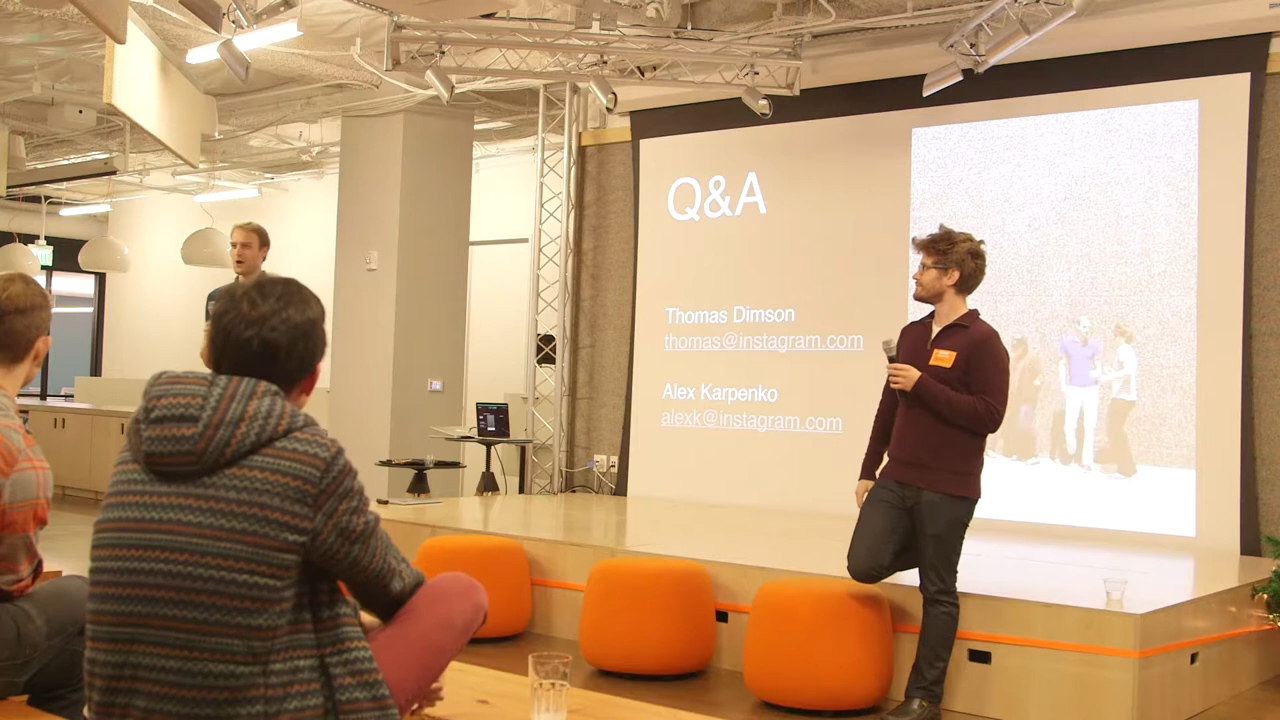 Q&A
Thomas Dimson
thomas@instagram.com
Alex Karpenko
alexk@instagram.com